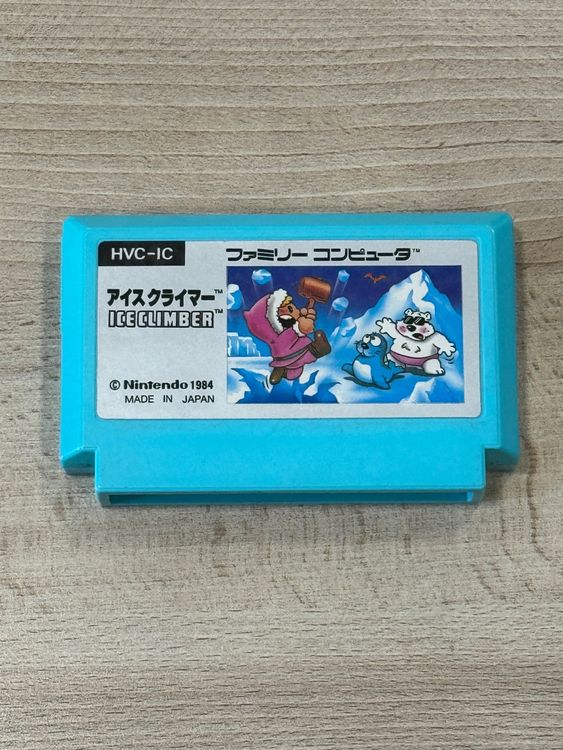 HVC-IC
ファミリー コンピュータ™
アイスクライマー™
ICE CLIMBER™
© Nintendo 1984
MADE IN JAPAN